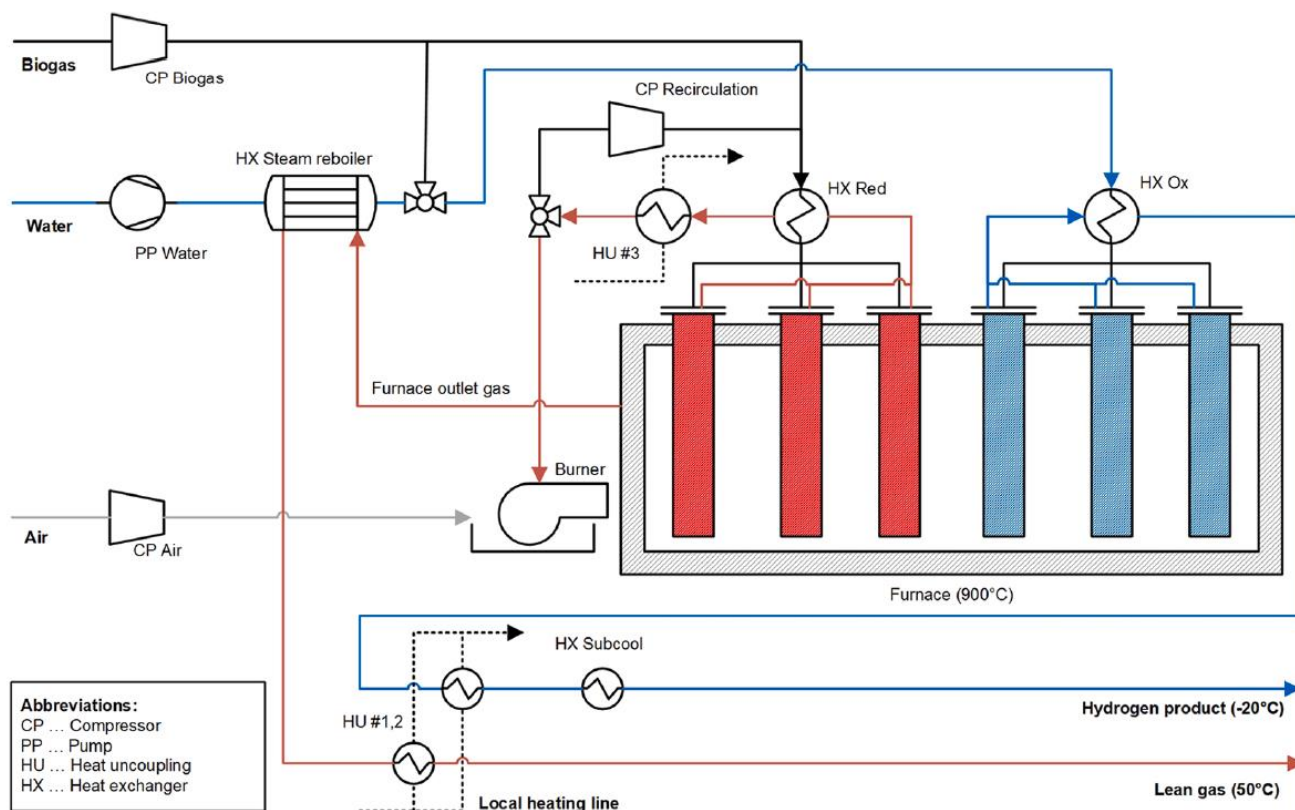 Biogas
CP Biogas
CP Recirculation
HX Steam reboiler
HX Red
HX Ox
Water
PP Water
HU #3
Furnace outlet gas
Burner
Air
CP Air
Furnace (900°C)
HX Subcool
Hydrogen product (-20°C)
HU #1,2
Lean gas (50°C)
Local heating line
Abbreviations:
CP ... Compressor
PP ... Pump
HU ... Heat uncoupling
HX ... Heat exchanger